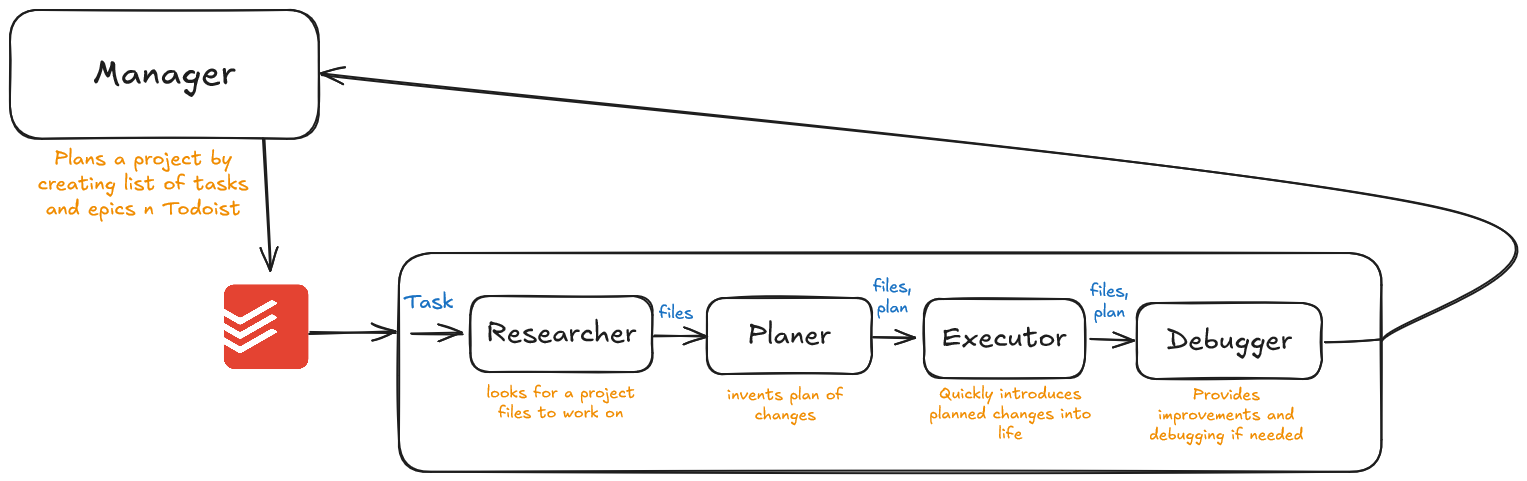 Manager
Plans a project by
creating list of tasks
and epics n Todoist
Task
Researcher
looks for a project
files to work on
files
Planer
invents plan of
changes
files,
plan
Executor
Quickly introduces
planned changes into
life
files,
plan
Debugger
Provides
improvements and
debugging if needed